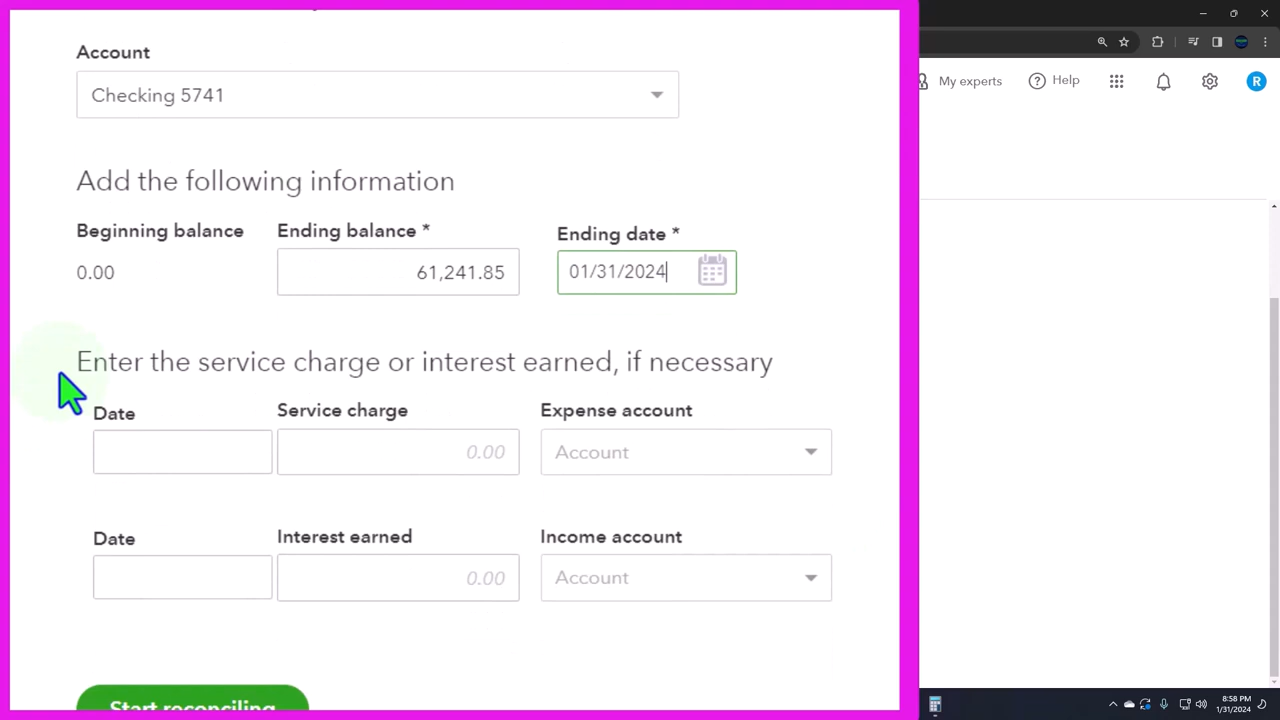 My experts
Help
R
Account
Checking 5741
Add the following information
Beginning balance
Ending balance *
Ending date *
0.00
61,241.85
01/31/2024
Enter the service charge or interest earned, if necessary
Date
Service charge
Expense account
0.00
Account
Date
Interest earned
Income account
0.00
Account
Start reconciling
8:58 PM
1/31/2024